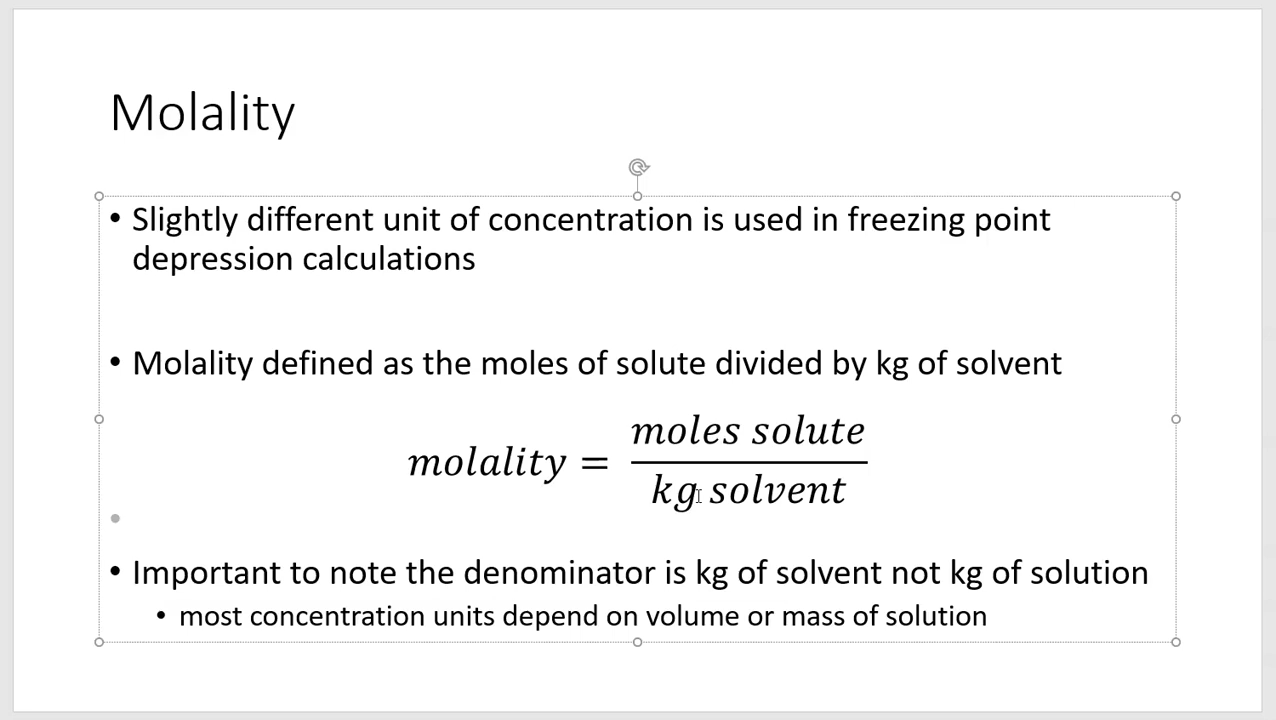 Molality
• Slightly different unit of concentration is used in freezing point
depression calculations
• Molality defined as the moles of solute divided by kg of solvent
molality = moles solute / kg solvent
• Important to note the denominator is kg of solvent not kg of solution
• most concentration units depend on volume or mass of solution